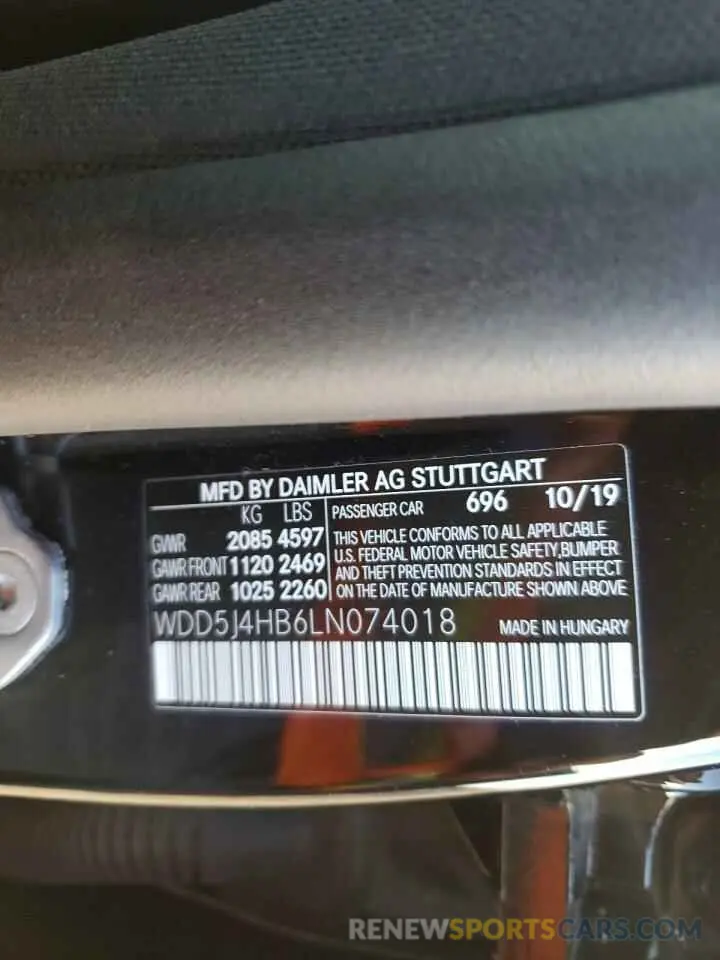 MFD BY DAIMLER AG STUTTGART
KG LBS
GVWR 2085 4597
GAWR FRONT 1120 2469
GAWR REAR 1025 2260
PASSENGER CAR 696 10/19
THIS VEHICLE CONFORMS TO ALL APPLICABLE
U.S. FEDERAL MOTOR VEHICLE SAFETY, BUMPER
AND THEFT PREVENTION STANDARDS IN EFFECT
ON THE DATE OF MANUFACTURE SHOWN ABOVE
WDD5J4HB6LN074018 MADE IN HUNGARY
RENEWSPORTSCARS.COM